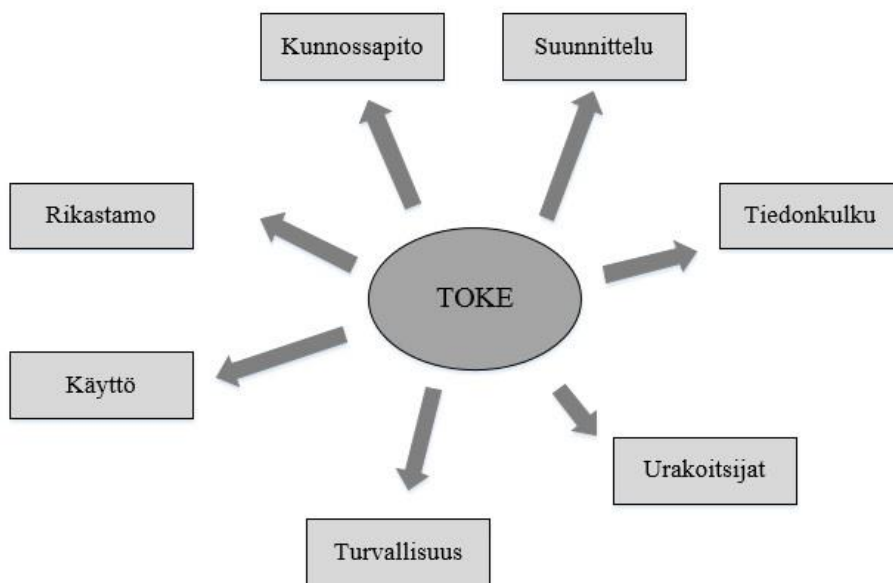 Kunnossapito
Suunnittelu
Rikastamo
Tiedonkulku
TOKE
Käyttö
Urakoitsijat
Turvallisuus